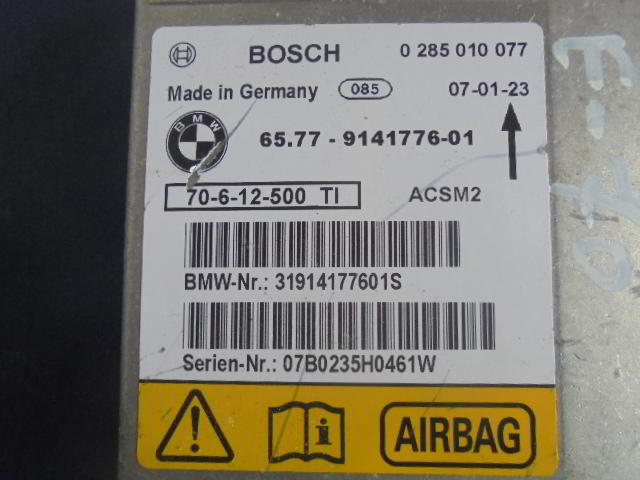 BOSCH 0 285 010 077
Made in Germany 085 07-01-23
BMW 65.77 - 9141776-01
70-6-12-500 TI ACSM2
BMW-Nr.: 31914177601S
Serien-Nr.: 07B0235H0461W
! i AIRBAG